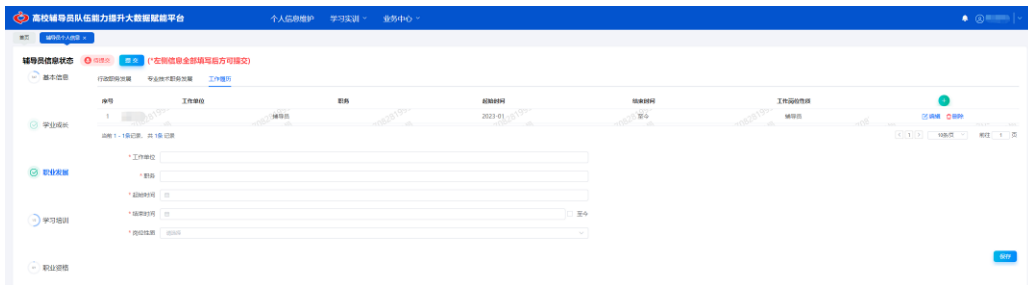 高校辅导员队伍能力提升大数据赋能平台 个人信息维护 学习实训 业务中心
首页 辅导员个人信息 ×
辅导员信息状态 待提交 提交 (*左侧信息全部填写后方可提交)
基本信息 行政职务发展 专业技术职务发展 工作履历
序号 工作单位 职务 起始时间 结束时间 工作岗位性质
1 辅导员 2023-01 至今 辅导员 编辑 删除
学业成长
当前 1 - 1条记录, 共 1条 记录 1 10条/页 前往 1 页
* 工作单位
职业发展 * 职务
* 起始时间
学习培训 * 结束时间 至今
* 岗位性质 请选择
保存
职业资格